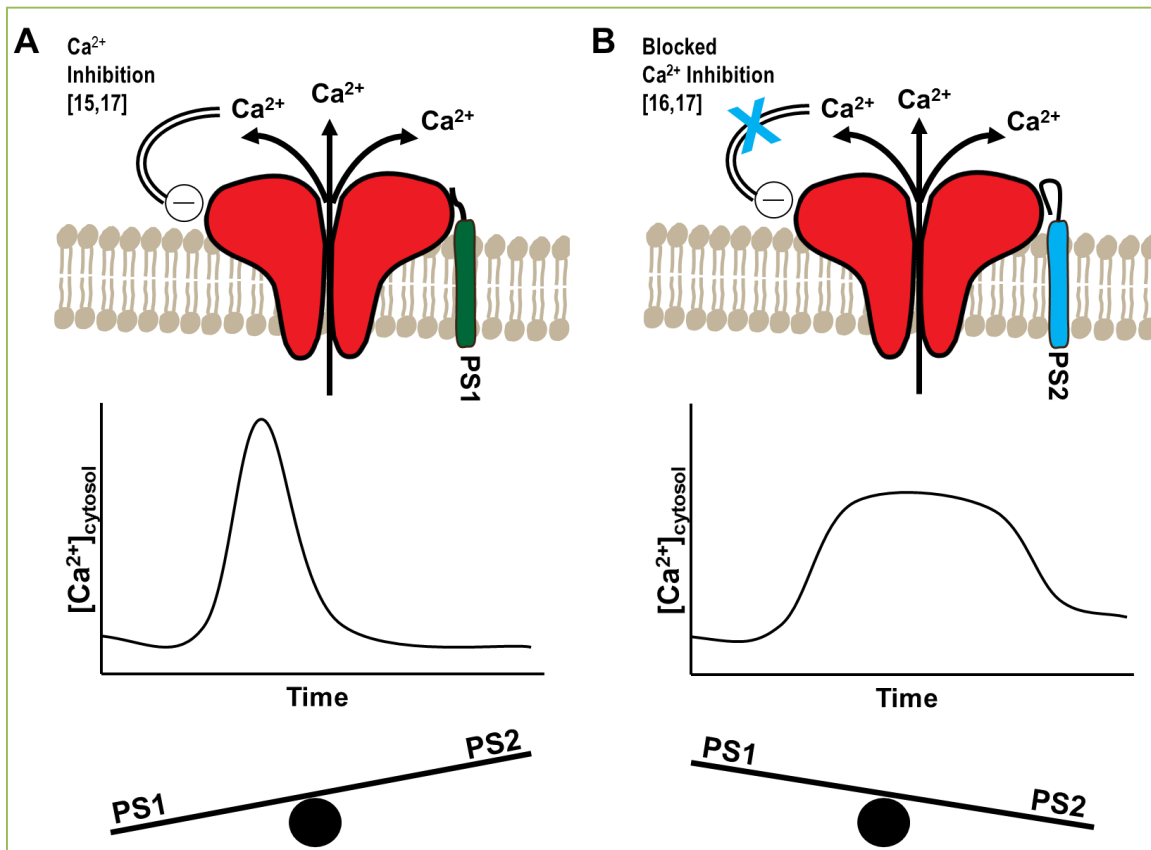 A
Ca²⁺
Inhibition
[15,17]
Ca²⁺
Ca²⁺
Ca²⁺
−
PS1
[Ca²⁺]cytosol
Time
PS1
PS2
B
Blocked
Ca²⁺ Inhibition
[16,17]
Ca²⁺
Ca²⁺
Ca²⁺
−
PS2
[Ca²⁺]cytosol
Time
PS1
PS2